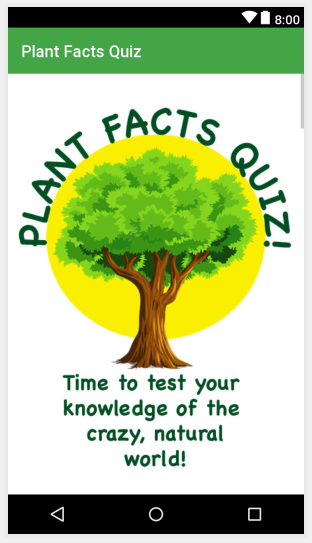 8:00
Plant Facts Quiz
PLANT FACTS QUIZ!
Time to test your
knowledge of the
crazy, natural
world!